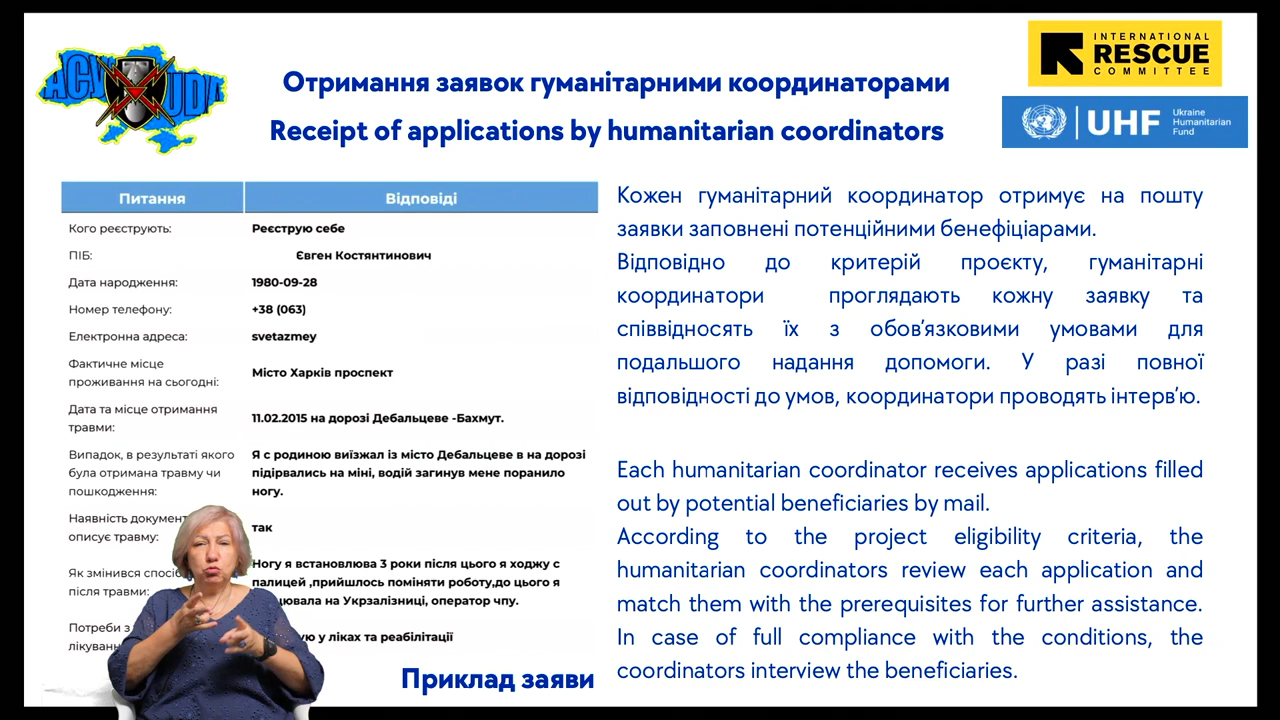 Отримання заявок гуманітарними координаторами
Receipt of applications by humanitarian coordinators
INTERNATIONAL
RESCUE
COMMITTEE
UHF
Ukraine
Humanitarian
Fund
Питання Відповіді
Кого реєструють: Реєструю себе
ПІБ: Євген Костянтинович
Дата народження: 1980-09-28
Номер телефону: +38 (063)
Електронна адреса: svetazmey
Фактичне місце
проживання на сьогодні:
Місто Харків проспект
Дата та місце отримання
травми:
11.02.2015 на дорозі Дебальцеве -Бахмут.
Випадок, в результаті якого
була отримана травму чи
пошкодження:
Я с родиною виїзжал із місто Дебальцеве в на дорозі
підірвались на міні, водій загинув мене поранило
ногу.
Наявність
описує травму:
так
Як змінився
після травми:
Ногу я встановлюва 3 роки після цього я ходжу с
палицей ,прийшлось поміняти роботу,до цього я
на Укрзалізниці, оператор чпу.
Потреби з
у ліках та реабілітації
Приклад заяви
Кожен гуманітарний координатор отримує на пошту
заявки заповнені потенційними бенефіціарами.
Відповідно до критерій проєкту, гуманітарні
координатори проглядають кожну заявку та
співвідносять їх з обов’язковими умовами для
подальшого надання допомоги. У разі повної
відповідності до умов, координатори проводять інтерв’ю.
Each humanitarian coordinator receives applications filled
out by potential beneficiaries by mail.
According to the project eligibility criteria, the
humanitarian coordinators review each application and
match them with the prerequisites for further assistance.
In case of full compliance with the conditions, the
coordinators interview the beneficiaries.